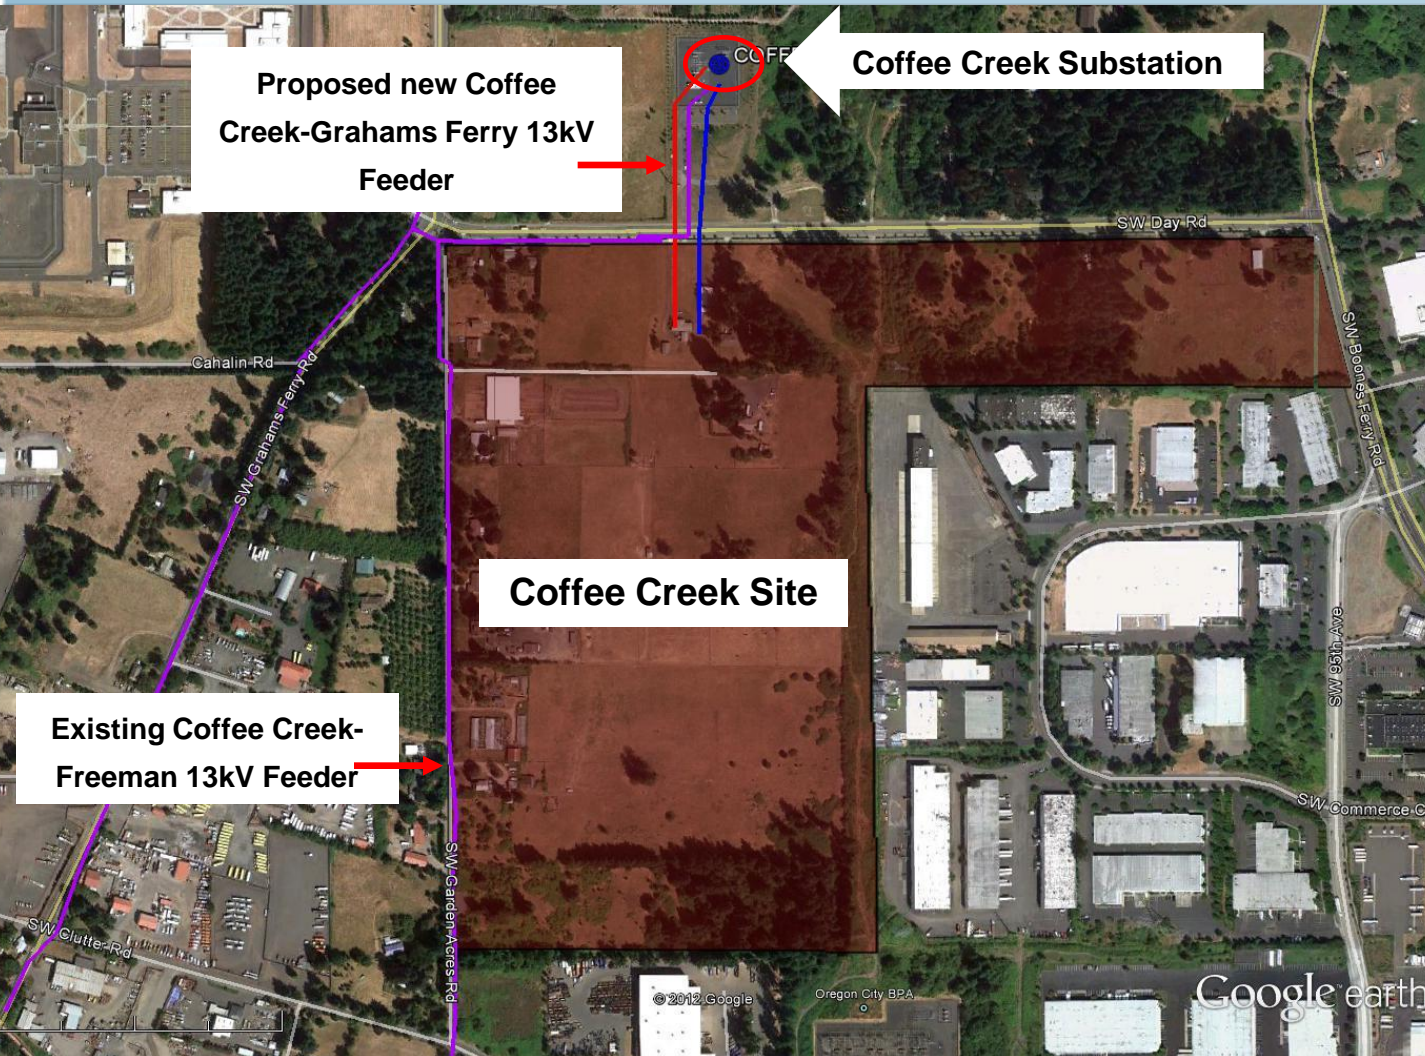 Proposed new Coffee
Creek-Grahams Ferry 13kV
Feeder
COFF
Coffee Creek Substation
SW Day Rd
SW Boones Ferry Rd
Cahalin Rd
SW Grahams Ferry Rd
Coffee Creek Site
SW 95th Ave
Existing Coffee Creek-
Freeman 13kV Feeder
SW Commerce C
SW Garden Acres Rd
SW Clutter Rd
© 2012 Google
Oregon City BPA
Google earth